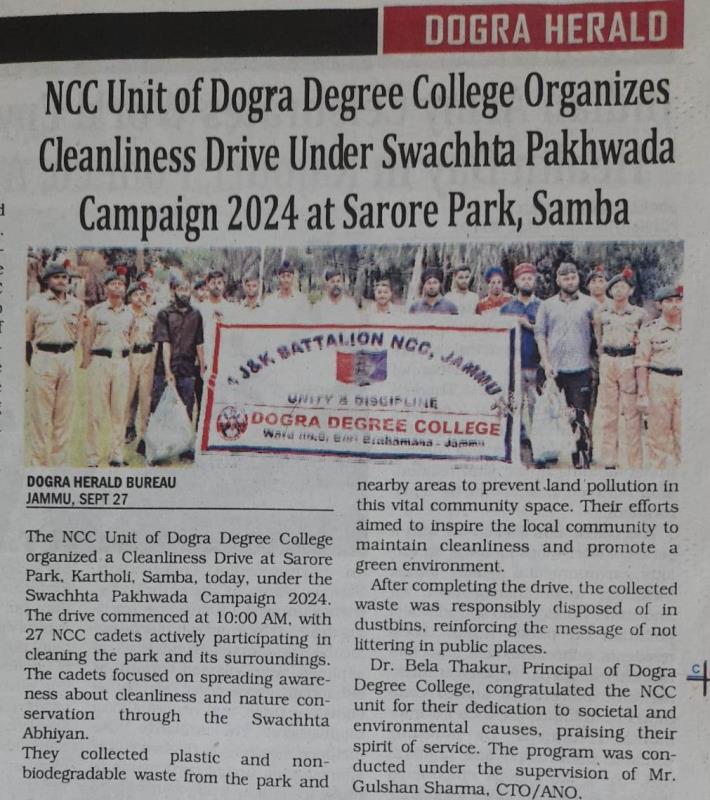 DOGRA HERALD
NCC Unit of Dogra Degree College Organizes
Cleanliness Drive Under Swachhta Pakhwada
Campaign 2024 at Sarore Park, Samba
J&K BATTALION NCC, JAMMU
UNITY & DISCIPLINE
DOGRA DEGREE COLLEGE
Ward No.8, Bari Brahamana - Jammu
DOGRA HERALD BUREAU
JAMMU, SEPT 27
The NCC Unit of Dogra Degree College
organized a Cleanliness Drive at Sarore
Park, Kartholi, Samba, today, under the
Swachhta Pakhwada Campaign 2024.
The drive commenced at 10:00 AM, with
27 NCC cadets actively participating in
cleaning the park and its surroundings.
The cadets focused on spreading aware-
ness about cleanliness and nature con-
servation through the Swachhta
Abhiyan.
They collected plastic and non-
biodegradable waste from the park and
nearby areas to prevent land pollution in
this vital community space. Their efforts
aimed to inspire the local community to
maintain cleanliness and promote a
green environment.
After completing the drive, the collected
waste was responsibly disposed of in
dustbins, reinforcing the message of not
littering in public places.
Dr. Bela Thakur, Principal of Dogra
Degree College, congratulated the NCC
unit for their dedication to societal and
environmental causes, praising their
spirit of service. The program was con-
ducted under the supervision of Mr.
Gulshan Sharma, CTO/ANO.
C